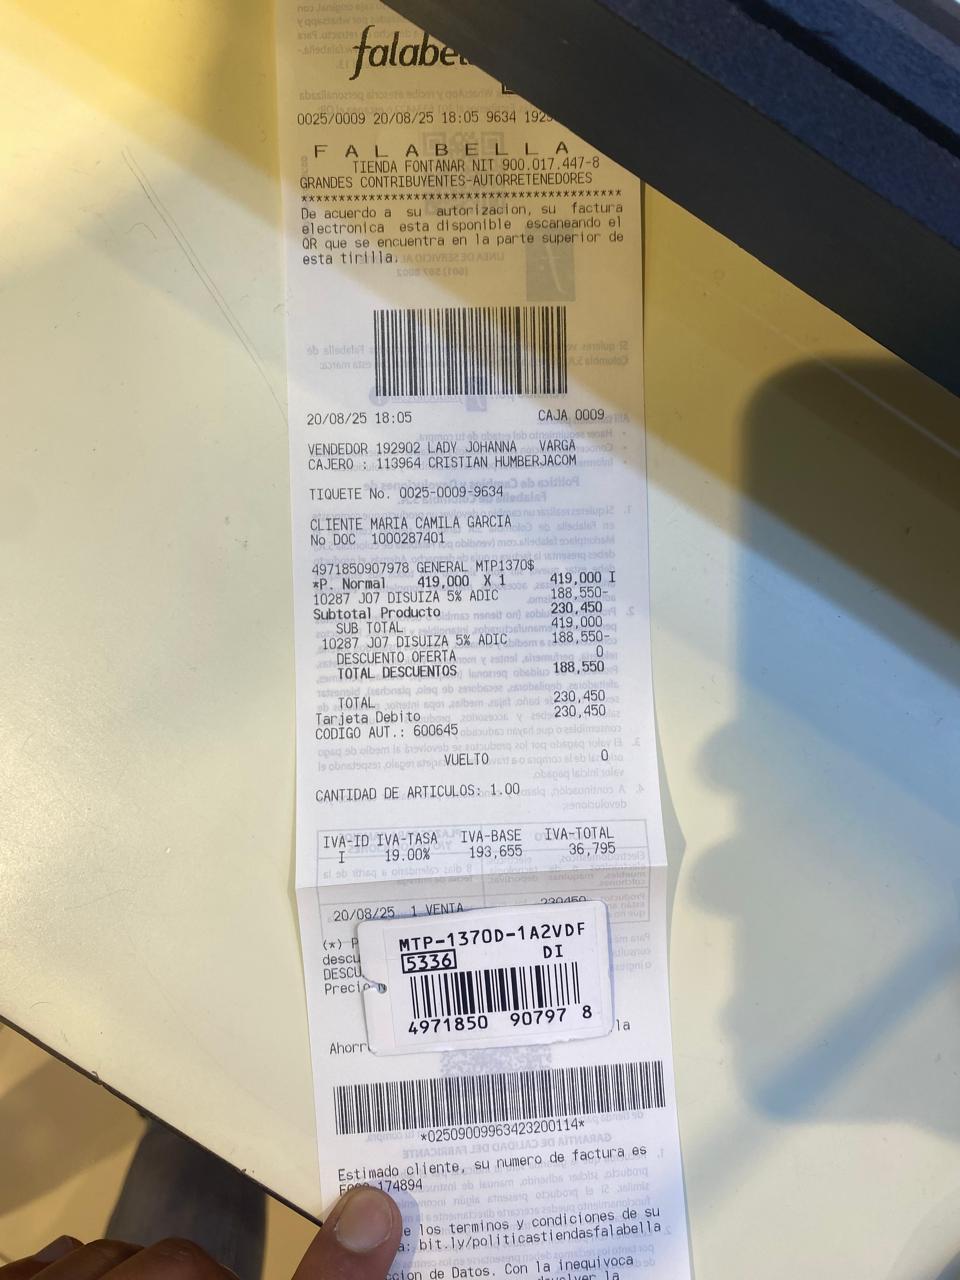 falabe
0025/0009 20/08/25 18:05 9634
F A L A B E L L A
TIENDA FONTANAR NIT 900.017.447-8
GRANDES CONTRIBUYENTES-AUTORRETENEDORES
****************************************
De acuerdo a su autorizacion, su factura
electronica esta disponible escaneando el
QR que se encuentra en la parte superior de
esta tirilla.
20/08/25 18:05 CAJA 0009
VENDEDOR 192902 LADY JOHANNA VARGA
CAJERO : 113964 CRISTIAN HUMBERJACOM
TIQUETE No. 0025-0009-9634
CLIENTE MARIA CAMILA GARCIA
No DOC 1000287401
4971850907978 GENERAL MTP1370$
*P. Normal 419,000 X 1 419,000 I
10287 J07 DISUIZA 5% ADIC 188,550-
Subtotal Producto 230,450
SUB TOTAL 419,000
10287 J07 DISUIZA 5% ADIC 188,550-
DESCUENTO OFERTA 0
TOTAL DESCUENTOS 188,550
TOTAL 230,450
Tarjeta Debito 230,450
CODIGO AUT.: 600645
VUELTO 0
CANTIDAD DE ARTICULOS: 1.00
IVA-ID IVA-TASA IVA-BASE IVA-TOTAL
I 19.00% 193,655 36,795
20/08/25 1 VENTA
MTP-1370D-1A2VDF
5336 DI
4971850 90797 8
(*) P
descu
DESCU
Precio
la
Ahorr
*02509009963423200114*
Estimado cliente, su numero de factura es
174894
e los terminos y condiciones de su
a: bit.ly/politicastiendasfalabella
cion de Datos. Con la inequivoca